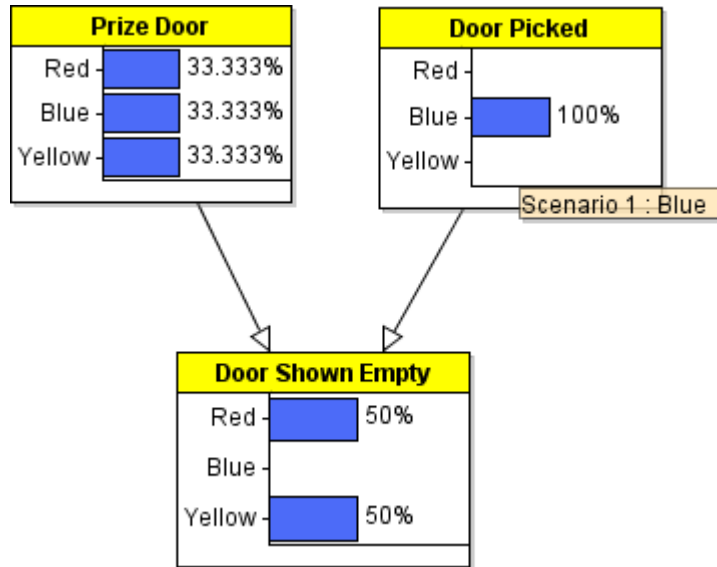 Prize Door
Red 33.333%
Blue 33.333%
Yellow 33.333%
Door Picked
Red
Blue 100%
Yellow
Scenario 1 : Blue
Door Shown Empty
Red 50%
Blue
Yellow 50%